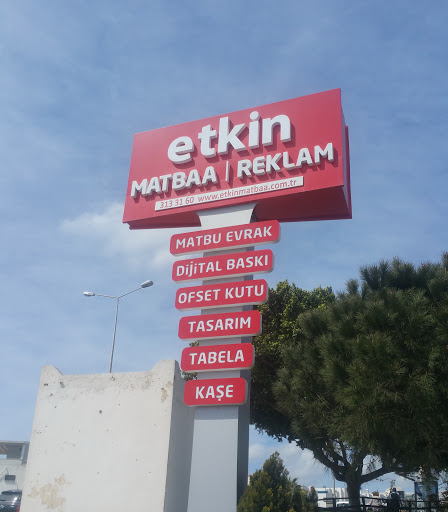 etkin
MATBAA | REKLAM
313 31 60 www.etkinmatbaa.com.tr
MATBU EVRAK
DİJİTAL BASKI
OFSET KUTU
TASARIM
TABELA
KAŞE